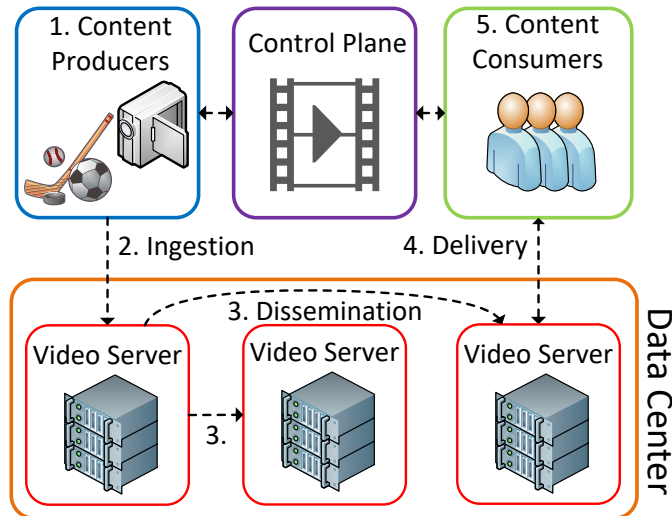 1. Content
Producers
Control Plane
5. Content
Consumers
2. Ingestion
4. Delivery
3. Dissemination
Video Server
Video Server
Video Server
3.
Data Center